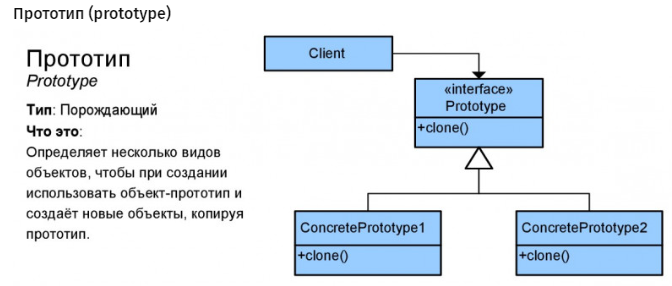 Прототип (prototype)
Прототип
Prototype
Тип: Порождающий
Что это:
Определяет несколько видов
объектов, чтобы при создании
использовать объект-прототип и
создаёт новые объекты, копируя
прототип.
Client
«interface»
Prototype
+clone()
ConcretePrototype1
+clone()
ConcretePrototype2
+clone()